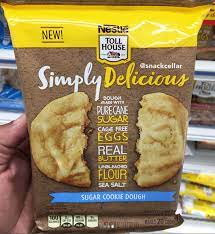 NEW!
Nestlé
TOLL
HOUSE
@snackcellar
Simply Delicious
DOUGH
MADE WITH
PURE CANE
SUGAR
CAGE FREE
EGGS
REAL
BUTTER
UNBLEACHED
FLOUR
SEA SALT
SUGAR COOKIE DOUGH